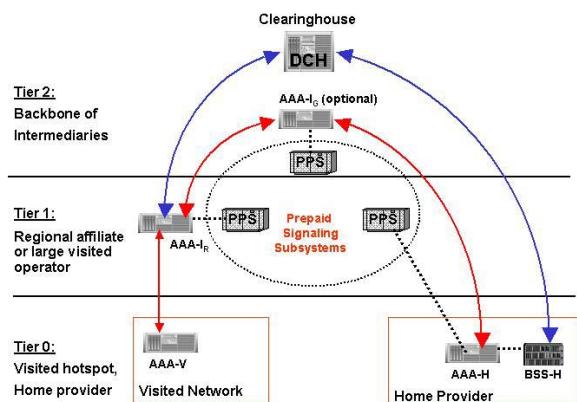 Clearinghouse
DCH
Tier 2:
Backbone of
Intermediaries
AAA-IG (optional)
PPS
Tier 1:
Regional affiliate
or large visited
operator
AAA-IR
PPS
Prepaid
Signaling
Subsystems
PPS
Tier 0:
Visited hotspot,
Home provider
AAA-V
Visited Network
AAA-H
BSS-H
Home Provider